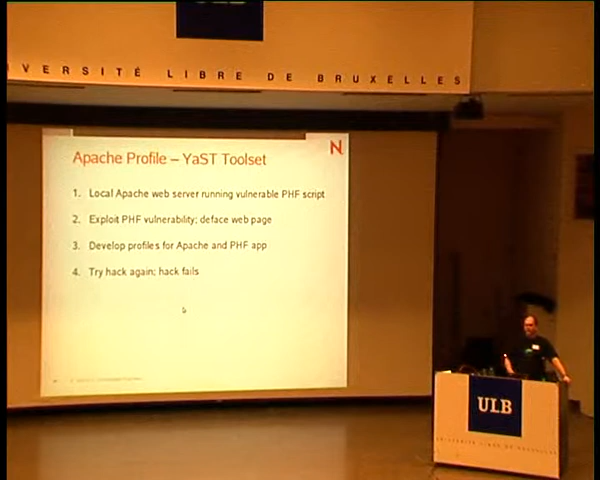 VERSITÉ LIBRE DE BRUXELLES
Apache Profile – YaST Toolset
N
1. Local Apache web server running vulnerable PHF script
2. Exploit PHF vulnerability; deface web page
3. Develop profiles for Apache and PHF app
4. Try hack again; hack fails
ULB